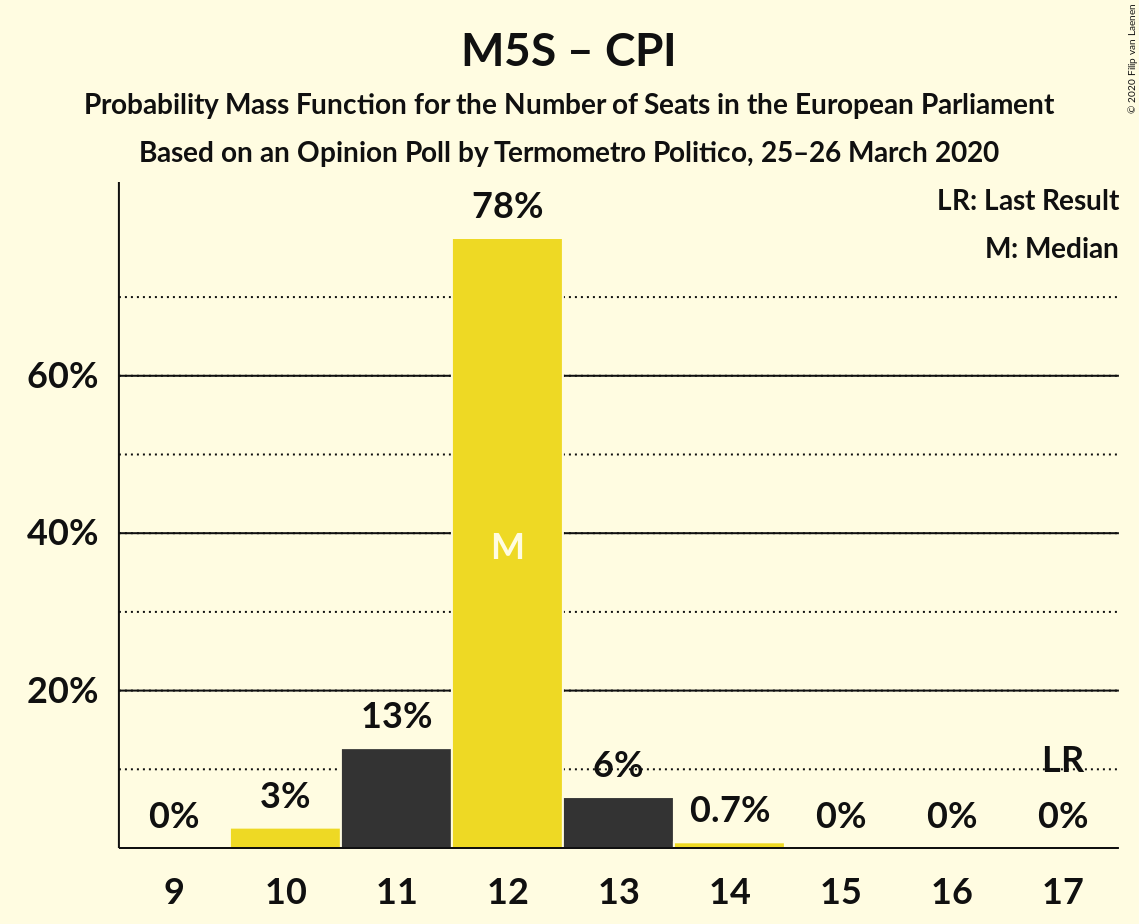 M5S – CPI
Probability Mass Function for the Number of Seats in the European Parliament
Based on an Opinion Poll by Termometro Politico, 25–26 March 2020
© 2020 Filip van Laenen
LR: Last Result
M: Median
78%
60%
40%
20%
M
13%
6%
LR
0%
3%
0.7%
0%
0%
0%
9
10
11
12
13
14
15
16
17